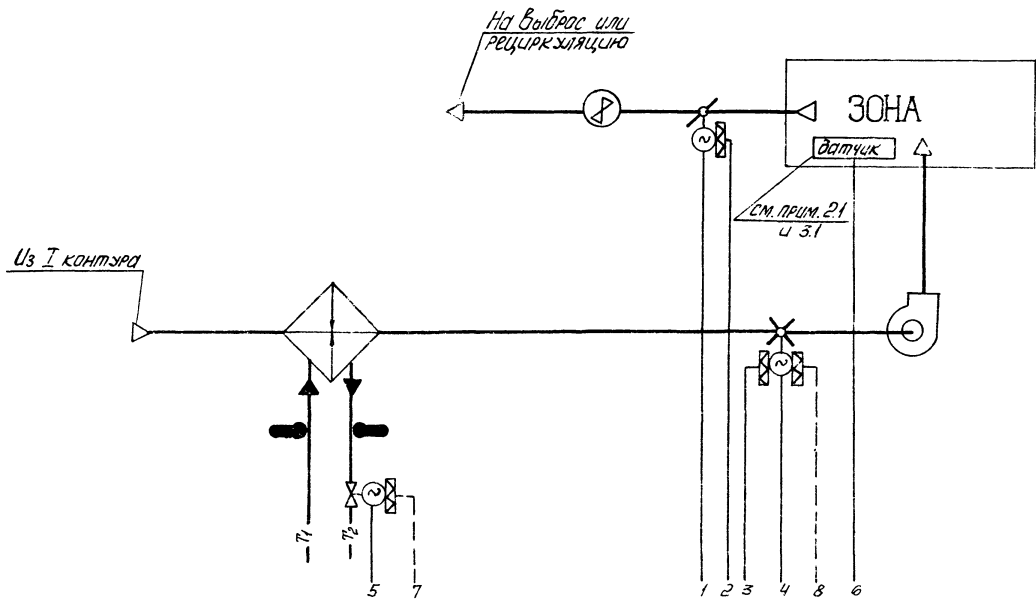 На выброс или
рециркуляцию
ЗОНА
датчик
см. прим. 2.1
и 3.1
Из I контура
T1 T2
5 7 1 2 3 4 8 6